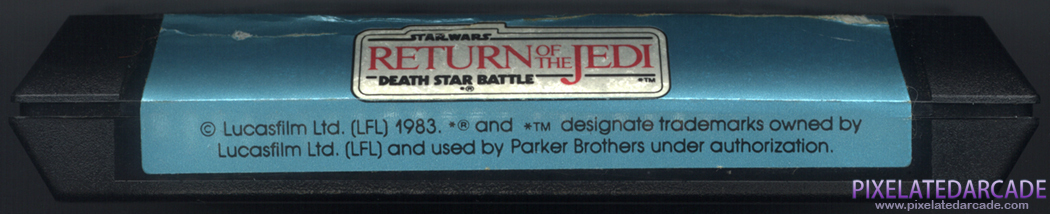 STAR WARS
RETURN OF THE JEDI
DEATH STAR BATTLE *™
*®
© Lucasfilm Ltd. (LFL) 1983. *® and *TM designate trademarks owned by
Lucasfilm Ltd. (LFL) and used by Parker Brothers under authorization.
PIXELATEDARCADE
www.pixelatedarcade.com